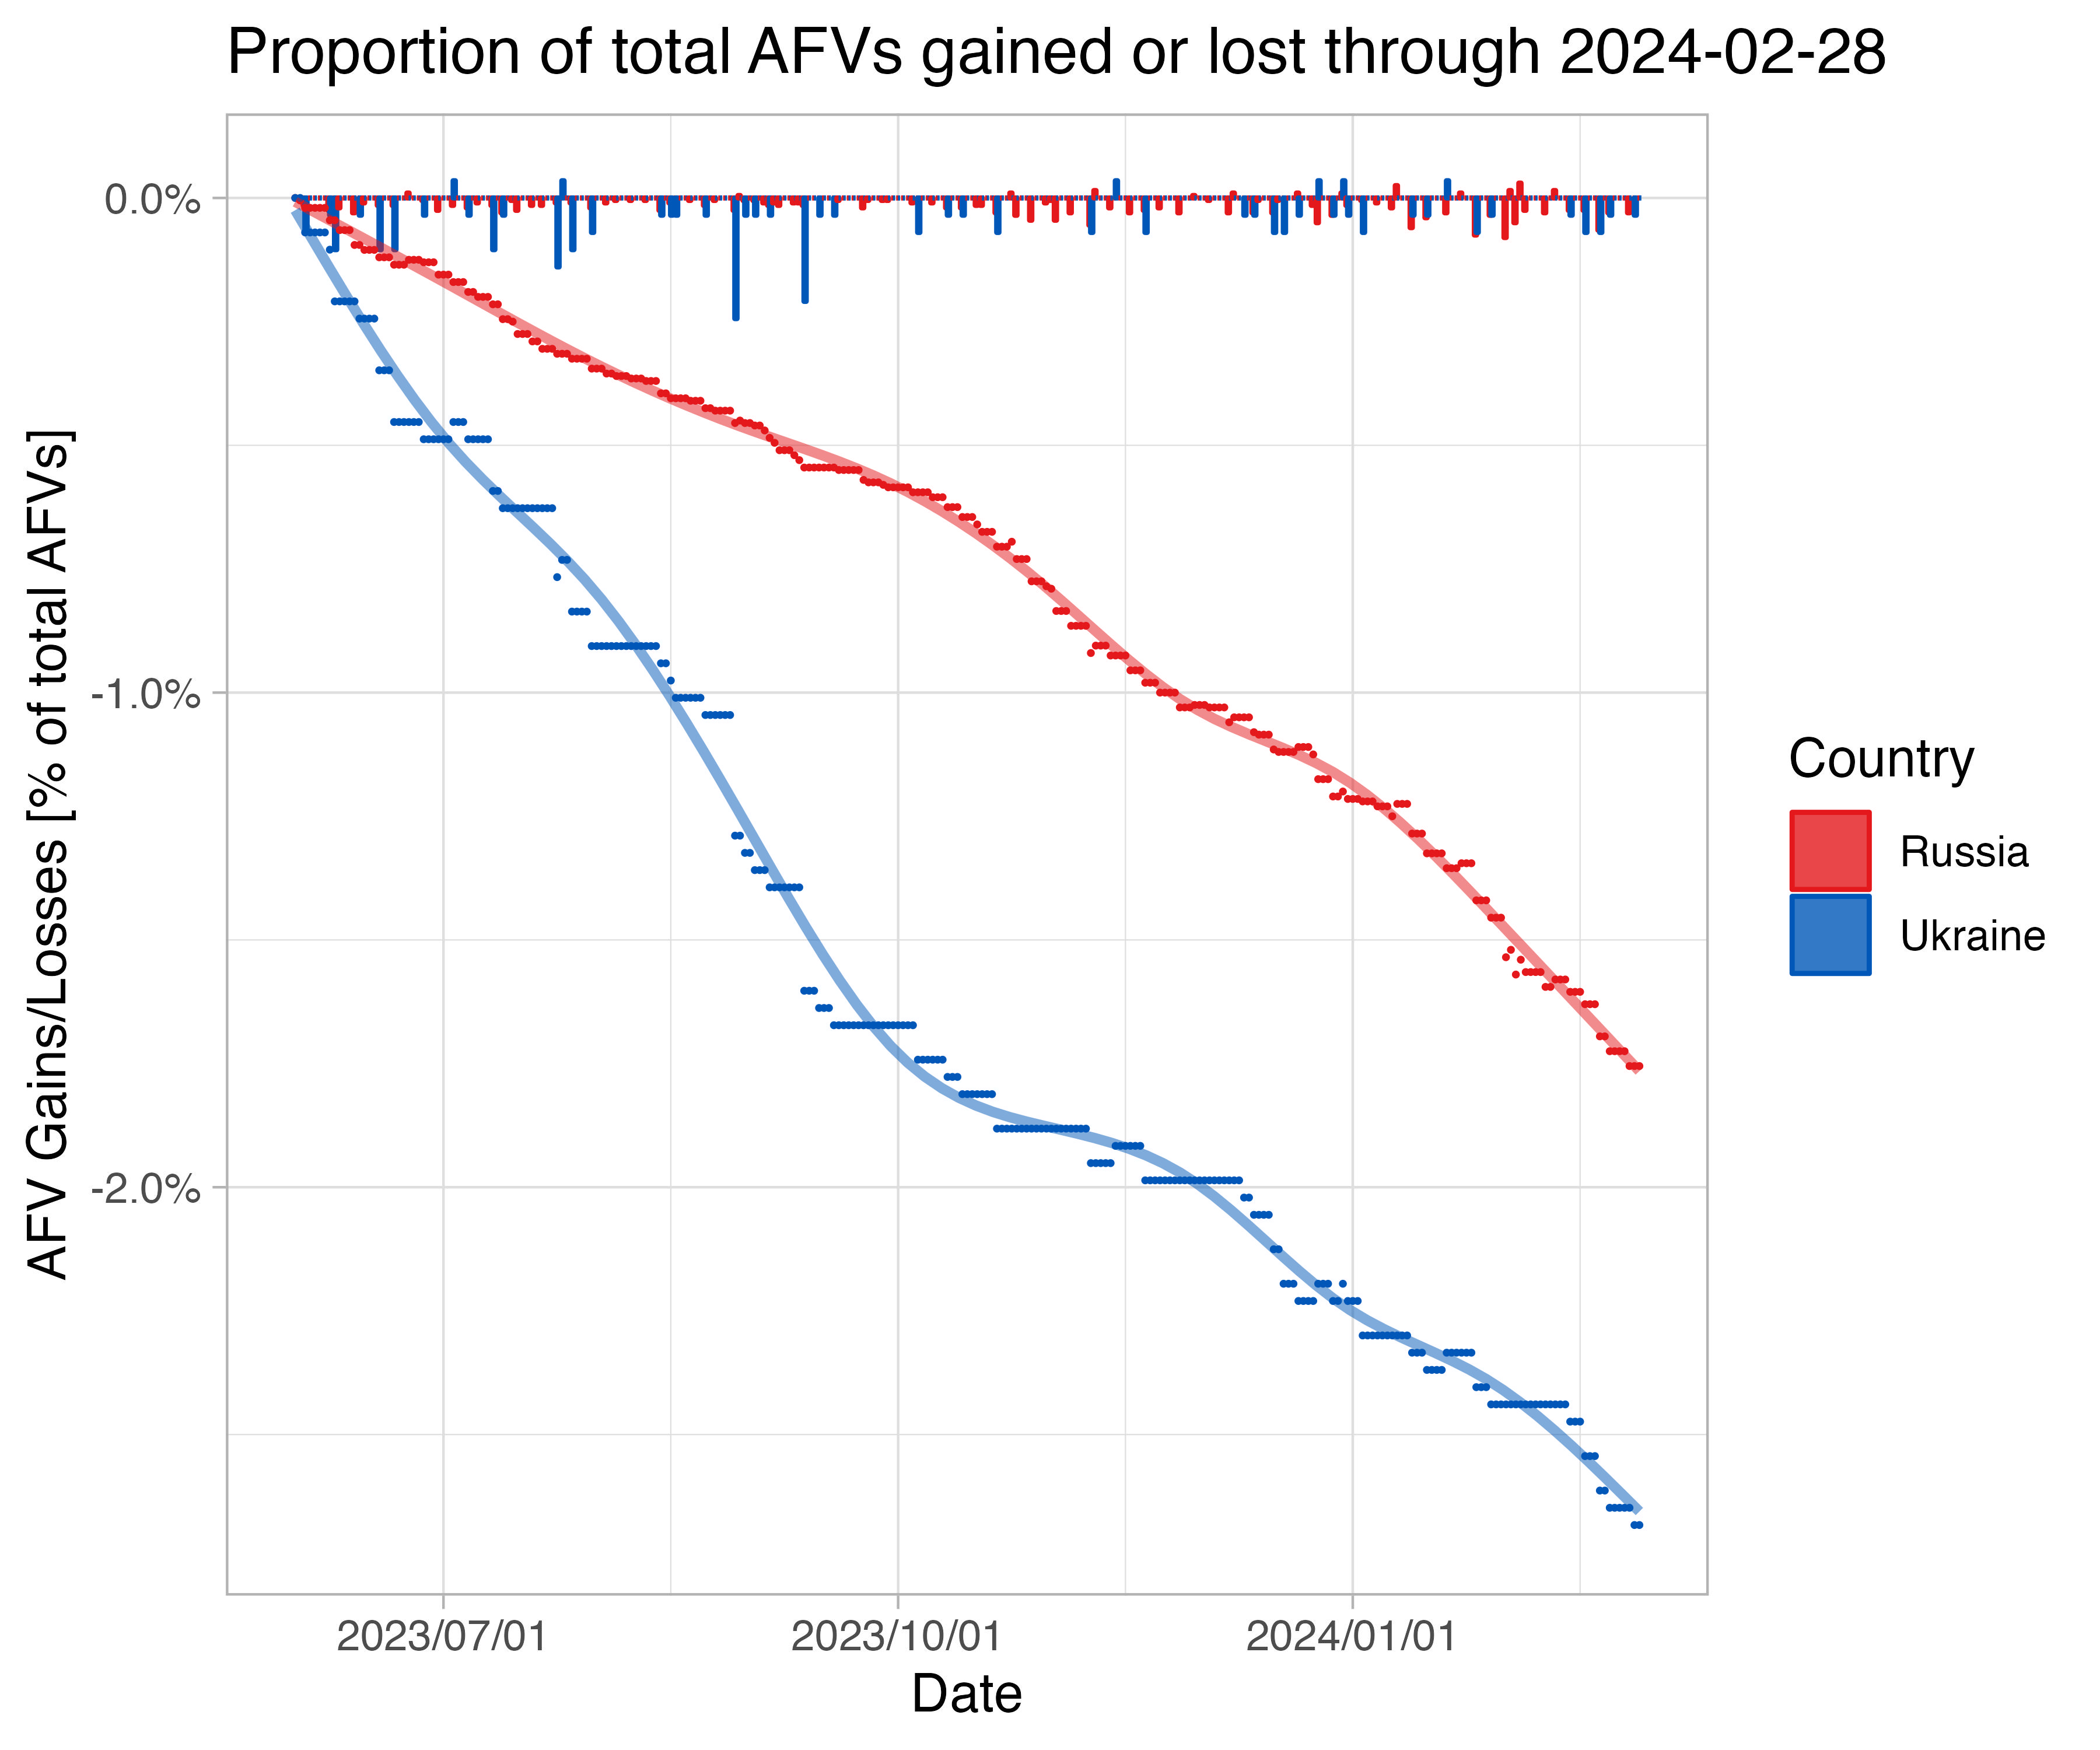 Proportion of total AFVs gained or lost through 2024-02-28
AFV Gains/Losses [% of total AFVs]
0.0%
-1.0%
-2.0%
2023/07/01
2023/10/01
2024/01/01
Date
Country
Russia
Ukraine